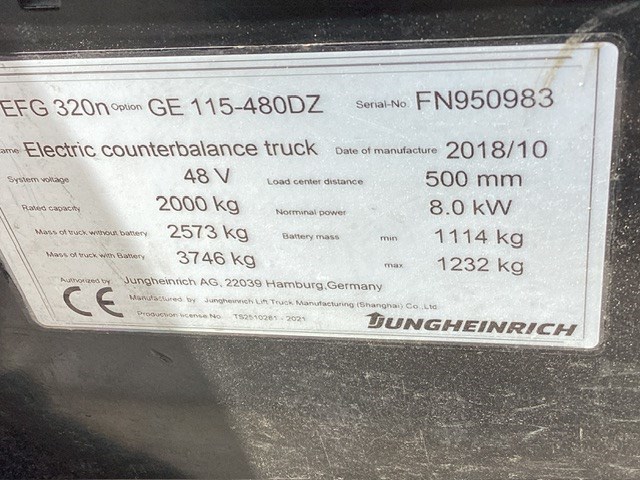 EFG 320n Option GE 115-480DZ Serial-No FN950983
Electric counterbalance truck Date of manufacture 2018/10
System voltage 48 V Load center distance 500 mm
Rated capacity 2000 kg Norminal power 8.0 kW
Mass of truck without battery 2573 kg Battery mass min 1114 kg
Mass of truck with Battery 3746 kg max 1232 kg
Authorized by Jungheinrich AG, 22039 Hamburg,Germany
CE Manufactured by Jungheinrich Lift Truck Manufacturing (Shanghai) Co.,Ltd.
Production license No. TS2510261 - 2021
JUNGHEINRICH